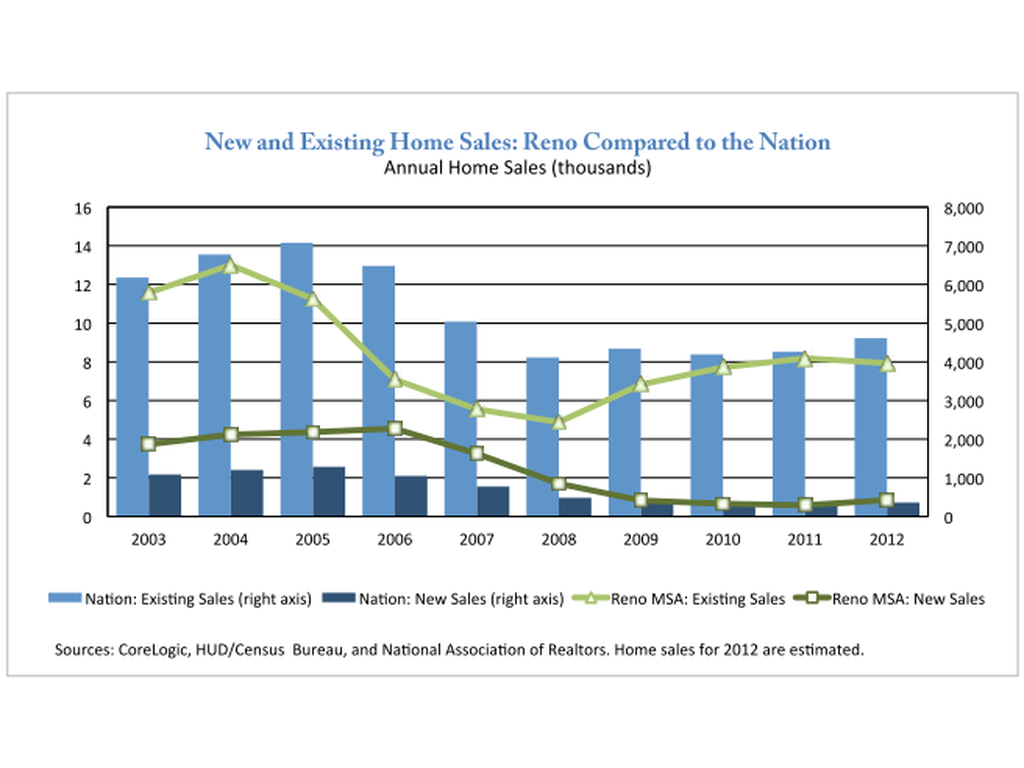 New and Existing Home Sales: Reno Compared to the Nation
Annual Home Sales (thousands)
16 8,000
14 7,000
12 6,000
10 5,000
8 4,000
6 3,000
4 2,000
2 1,000
0 0
2003 2004 2005 2006 2007 2008 2009 2010 2011 2012
Nation: Existing Sales (right axis) Nation: New Sales (right axis) Reno MSA: Existing Sales Reno MSA: New Sales
Sources: CoreLogic, HUD/Census Bureau, and National Association of Realtors. Home sales for 2012 are estimated.